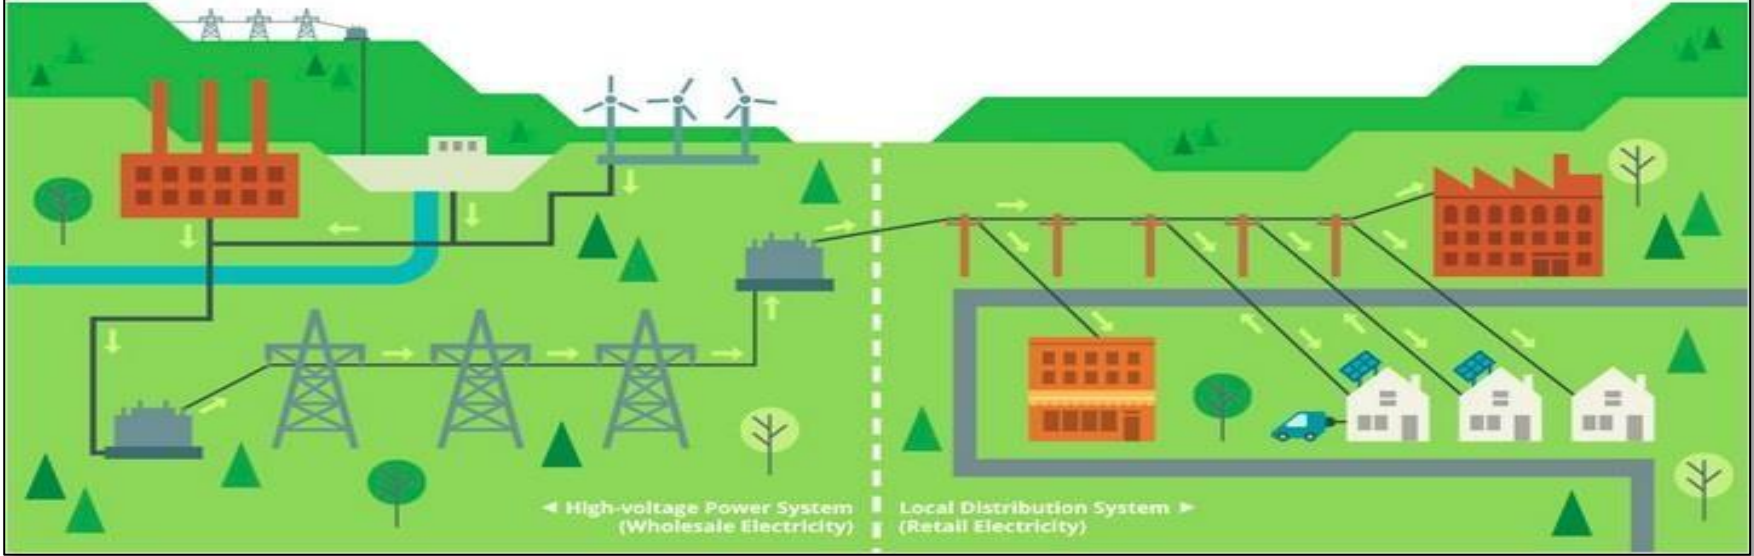 ◄ High-voltage Power System
(Wholesale Electricity)
Local Distribution System ►
(Retail Electricity)